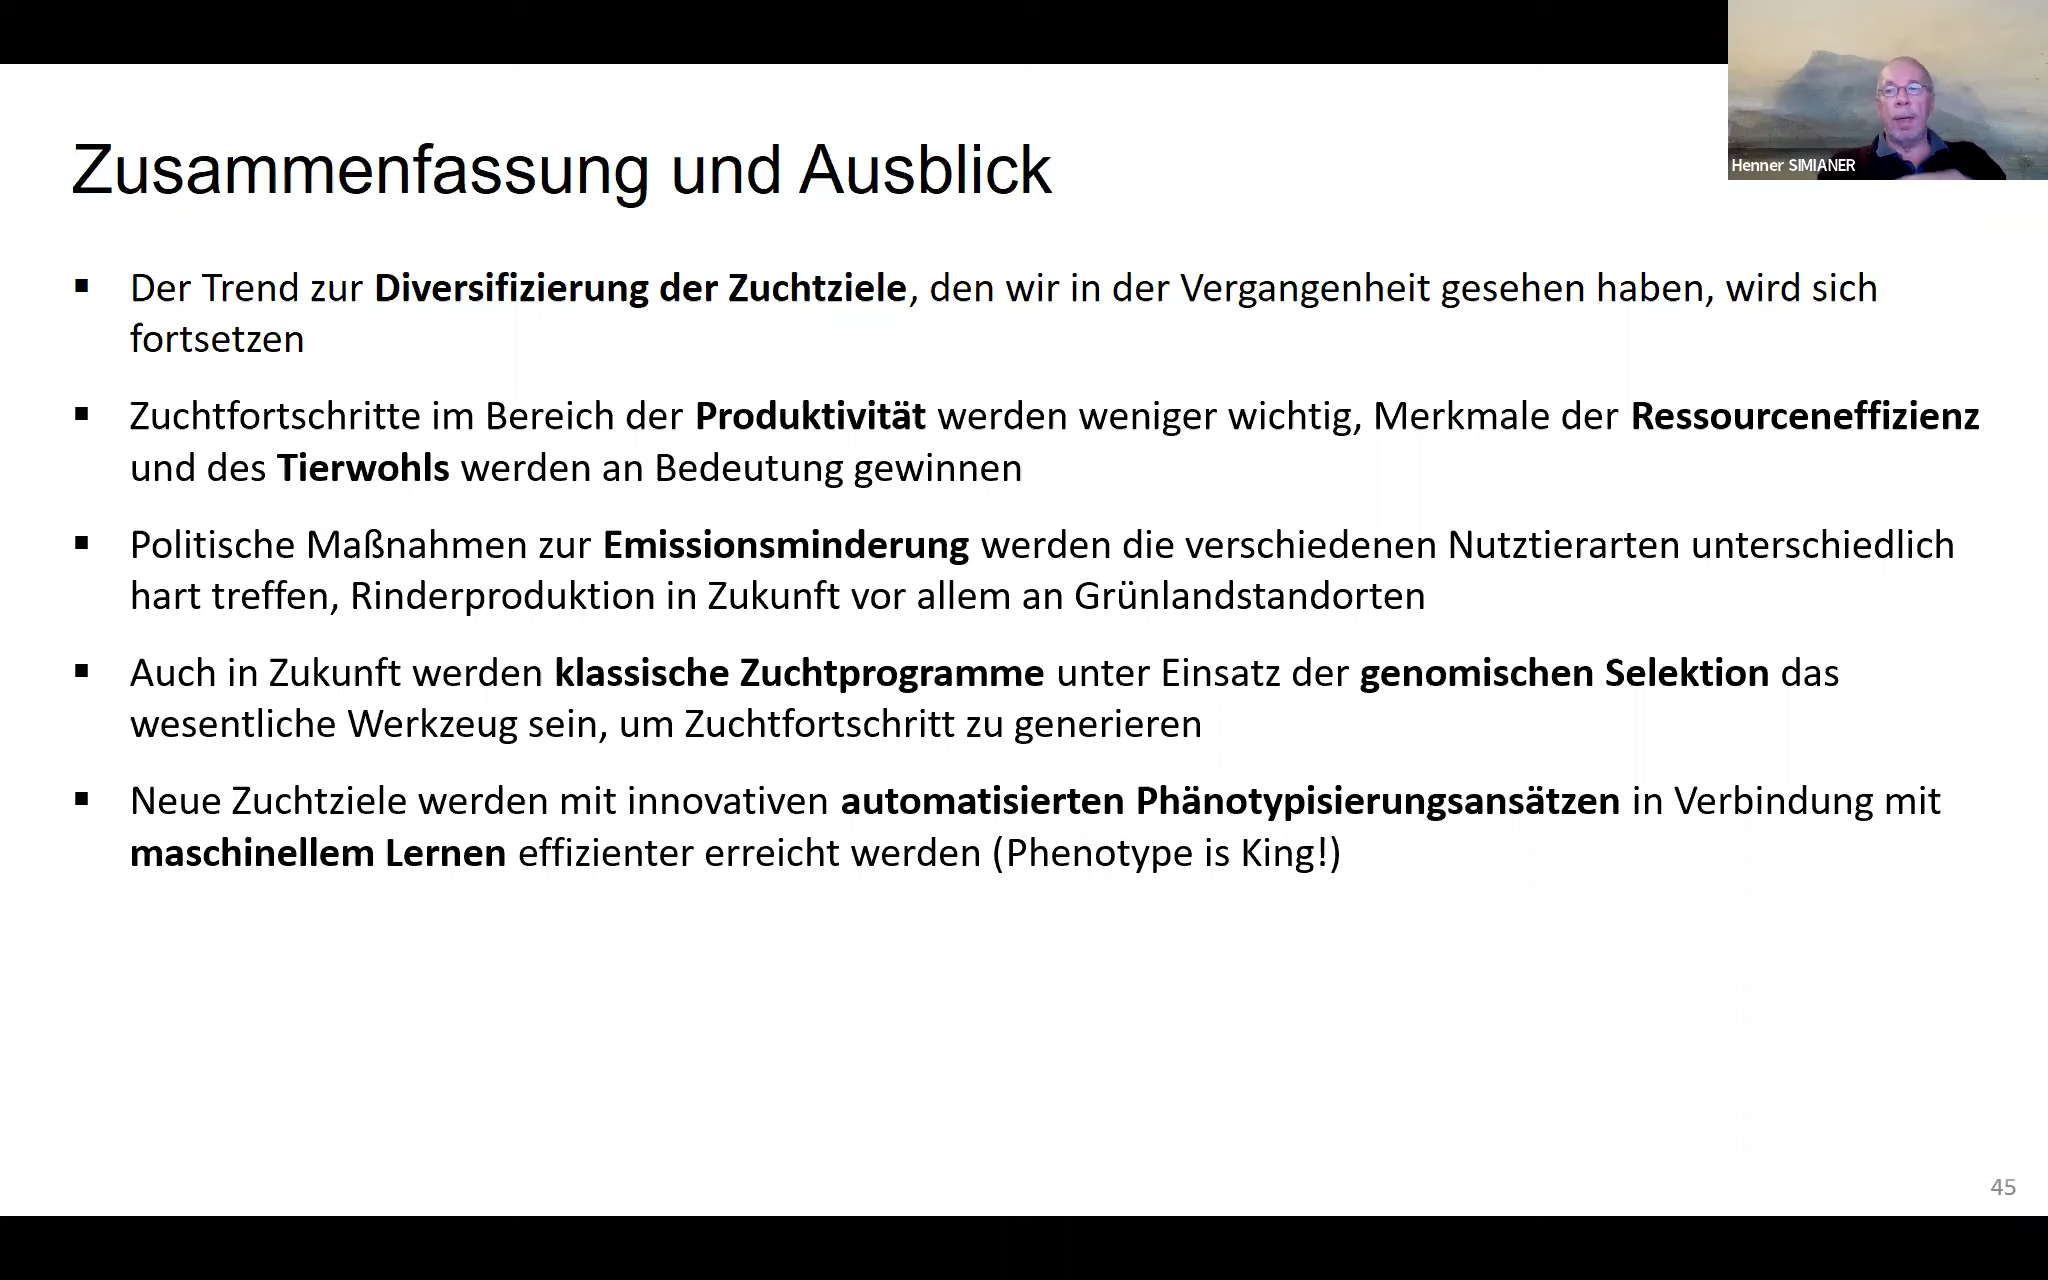 Henner SIMIANER
Zusammenfassung und Ausblick
▪ Der Trend zur Diversifizierung der Zuchtziele, den wir in der Vergangenheit gesehen haben, wird sich
fortsetzen
▪ Zuchtfortschritte im Bereich der Produktivität werden weniger wichtig, Merkmale der Ressourceneffizienz
und des Tierwohls werden an Bedeutung gewinnen
▪ Politische Maßnahmen zur Emissionsminderung werden die verschiedenen Nutztierarten unterschiedlich
hart treffen, Rinderproduktion in Zukunft vor allem an Grünlandstandorten
▪ Auch in Zukunft werden klassische Zuchtprogramme unter Einsatz der genomischen Selektion das
wesentliche Werkzeug sein, um Zuchtfortschritt zu generieren
▪ Neue Zuchtziele werden mit innovativen automatisierten Phänotypisierungsansätzen in Verbindung mit
maschinellem Lernen effizienter erreicht werden (Phenotype is King!)
45